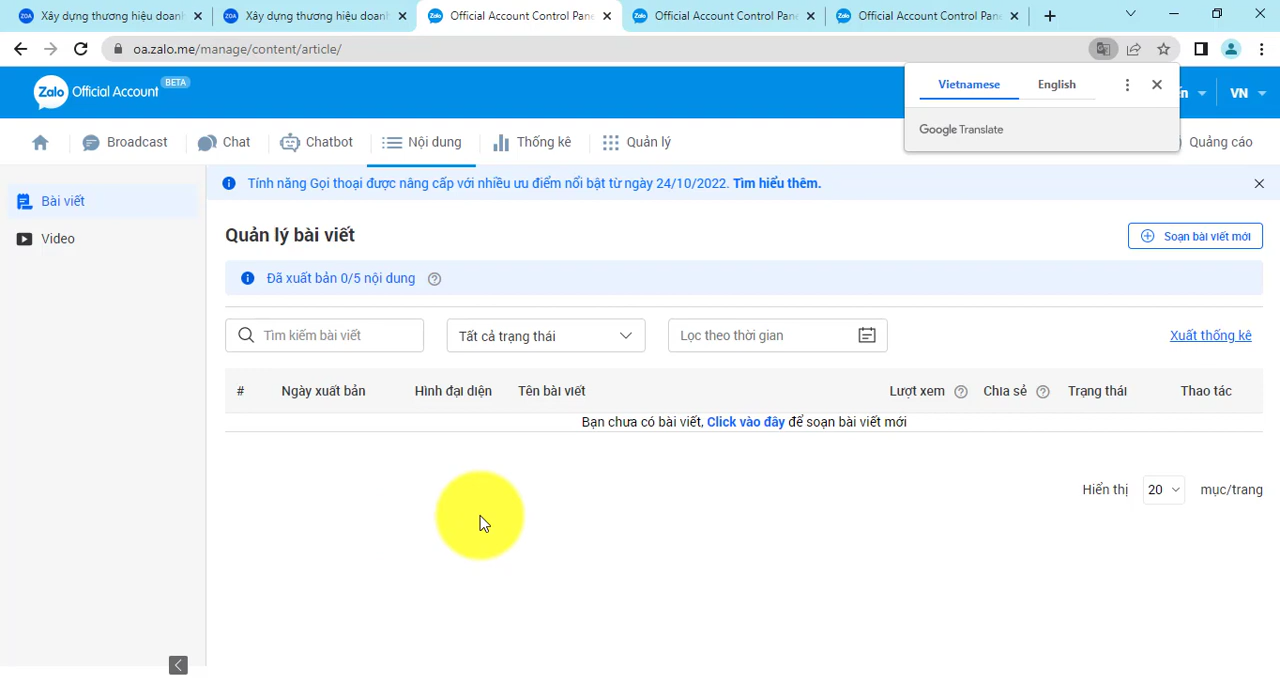 Xây dựng thương hiệu doanh
Xây dựng thương hiệu doanh
Official Account Control Pane
Official Account Control Pane
Official Account Control Pane
oa.zalo.me/manage/content/article/
Vietnamese
English
Google Translate
Zalo Official Account BETA
VN
Broadcast
Chat
Chatbot
Nội dung
Thống kê
Quản lý
Quảng cáo
Bài viết
Video
Tính năng Gọi thoại được nâng cấp với nhiều ưu điểm nổi bật từ ngày 24/10/2022. Tìm hiểu thêm.
Quản lý bài viết
Soạn bài viết mới
Đã xuất bản 0/5 nội dung
Tìm kiếm bài viết
Tất cả trạng thái
Lọc theo thời gian
Xuất thống kê
# Ngày xuất bản Hình đại diện Tên bài viết Lượt xem Chia sẻ Trạng thái Thao tác
Bạn chưa có bài viết, Click vào đây để soạn bài viết mới
Hiển thị 20 mục/trang